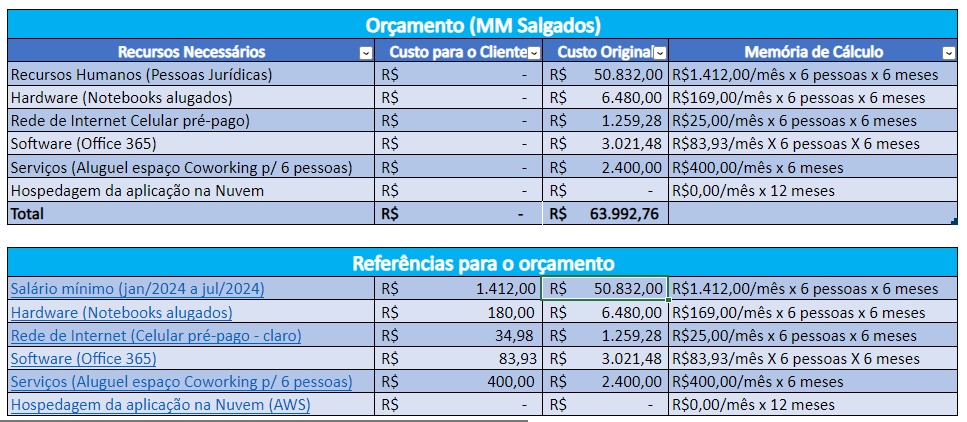 Orçamento (MM Salgados)
Recursos Necessários Custo para o Cliente Custo Original Memória de Cálculo
Recursos Humanos (Pessoas Jurídicas) R$ - R$ 50.832,00 R$1.412,00/mês x 6 pessoas x 6 meses
Hardware (Notebooks alugados) R$ - R$ 6.480,00 R$169,00/mês x 6 pessoas x 6 meses
Rede de Internet Celular pré-pago) R$ - R$ 1.259,28 R$25,00/mês x 6 pessoas x 6 meses
Software (Office 365) R$ - R$ 3.021,48 R$83,93/mês X 6 pessoas X 6 meses
Serviços (Aluguel espaço Coworking p/ 6 pessoas) R$ - R$ 2.400,00 R$400,00/mês x 6 meses
Hospedagem da aplicação na Nuvem R$ - R$ - R$0,00/mês x 12 meses
Total R$ - R$ 63.992,76
Referências para o orçamento
Salário mínimo (jan/2024 a jul/2024) R$ 1.412,00 R$ 50.832,00 R$1.412,00/mês x 6 pessoas x 6 meses
Hardware (Notebooks alugados) R$ 180,00 R$ 6.480,00 R$169,00/mês x 6 pessoas x 6 meses
Rede de Internet (Celular pré-pago - claro) R$ 34,98 R$ 1.259,28 R$25,00/mês x 6 pessoas x 6 meses
Software (Office 365) R$ 83,93 R$ 3.021,48 R$83,93/mês X 6 pessoas X 6 meses
Serviços (Aluguel espaço Coworking p/ 6 pessoas) R$ 400,00 R$ 2.400,00 R$400,00/mês x 6 meses
Hospedagem da aplicação na Nuvem (AWS) R$ - R$ - R$0,00/mês x 12 meses